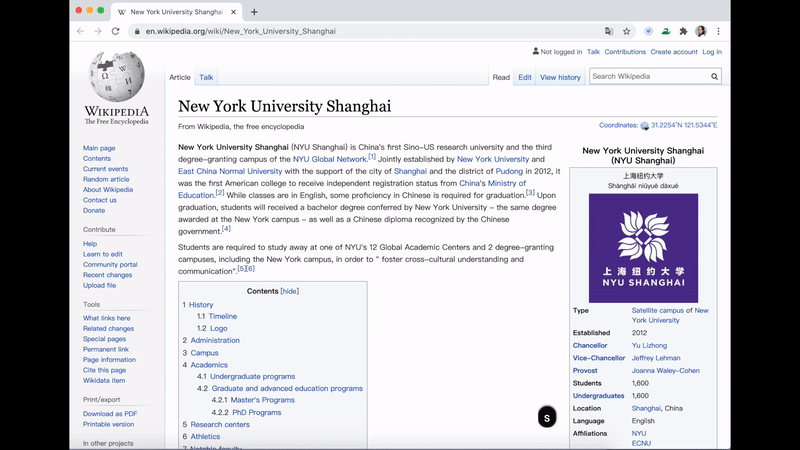 New York University Shanghai
en.wikipedia.org/wiki/New_York_University_Shanghai
Not logged in Talk Contributions Create account Log in
Article Talk Read Edit View history Search Wikipedia
WIKIPEDIA
The Free Encyclopedia
Main page
Contents
Current events
Random article
About Wikipedia
Contact us
Donate
Contribute
Help
Learn to edit
Community portal
Recent changes
Upload file
Tools
What links here
Related changes
Special pages
Permanent link
Page information
Cite this page
Wikidata item
Print/export
Download as PDF
Printable version
In other projects
New York University Shanghai
From Wikipedia, the free encyclopedia
Coordinates: 31.2254°N 121.5344°E
New York University Shanghai (NYU Shanghai) is China's first Sino-US research university and the third
degree-granting campus of the NYU Global Network.[1] Jointly established by New York University and
East China Normal University with the support of the city of Shanghai and the district of Pudong in 2012, it
was the first American college to receive independent registration status from China's Ministry of
Education.[2] While classes are in English, some proficiency in Chinese is required for graduation.[3] Upon
graduation, students will received a bachelor degree conferred by New York University – the same degree
awarded at the New York campus – as well as a Chinese diploma recognized by the Chinese
government.[4]
Students are required to study away at one of NYU's 12 Global Academic Centers and 2 degree-granting
campuses, including the New York campus, in order to " foster cross-cultural understanding and
communication".[5][6]
Contents [hide]
1 History
1.1 Timeline
1.2 Logo
2 Administration
3 Campus
4 Academics
4.1 Undergraduate programs
4.2 Graduate and advanced education programs
4.2.1 Master's Programs
4.2.2 PhD Programs
5 Research centers
6 Athletics
7 Notable faculty
New York University Shanghai
(NYU Shanghai)
上海纽约大学
Shànghǎi niǔyuē dàxué
上海纽约大学
NYU SHANGHAI
Type Satellite campus of New
York University
Established 2012
Chancellor Yu Lizhong
Vice-Chancellor Jeffrey Lehman
Provost Joanna Waley-Cohen
Students 1,600
Undergraduates 1,600
Location Shanghai, China
Language English
Affiliations NYU
ECNU
S